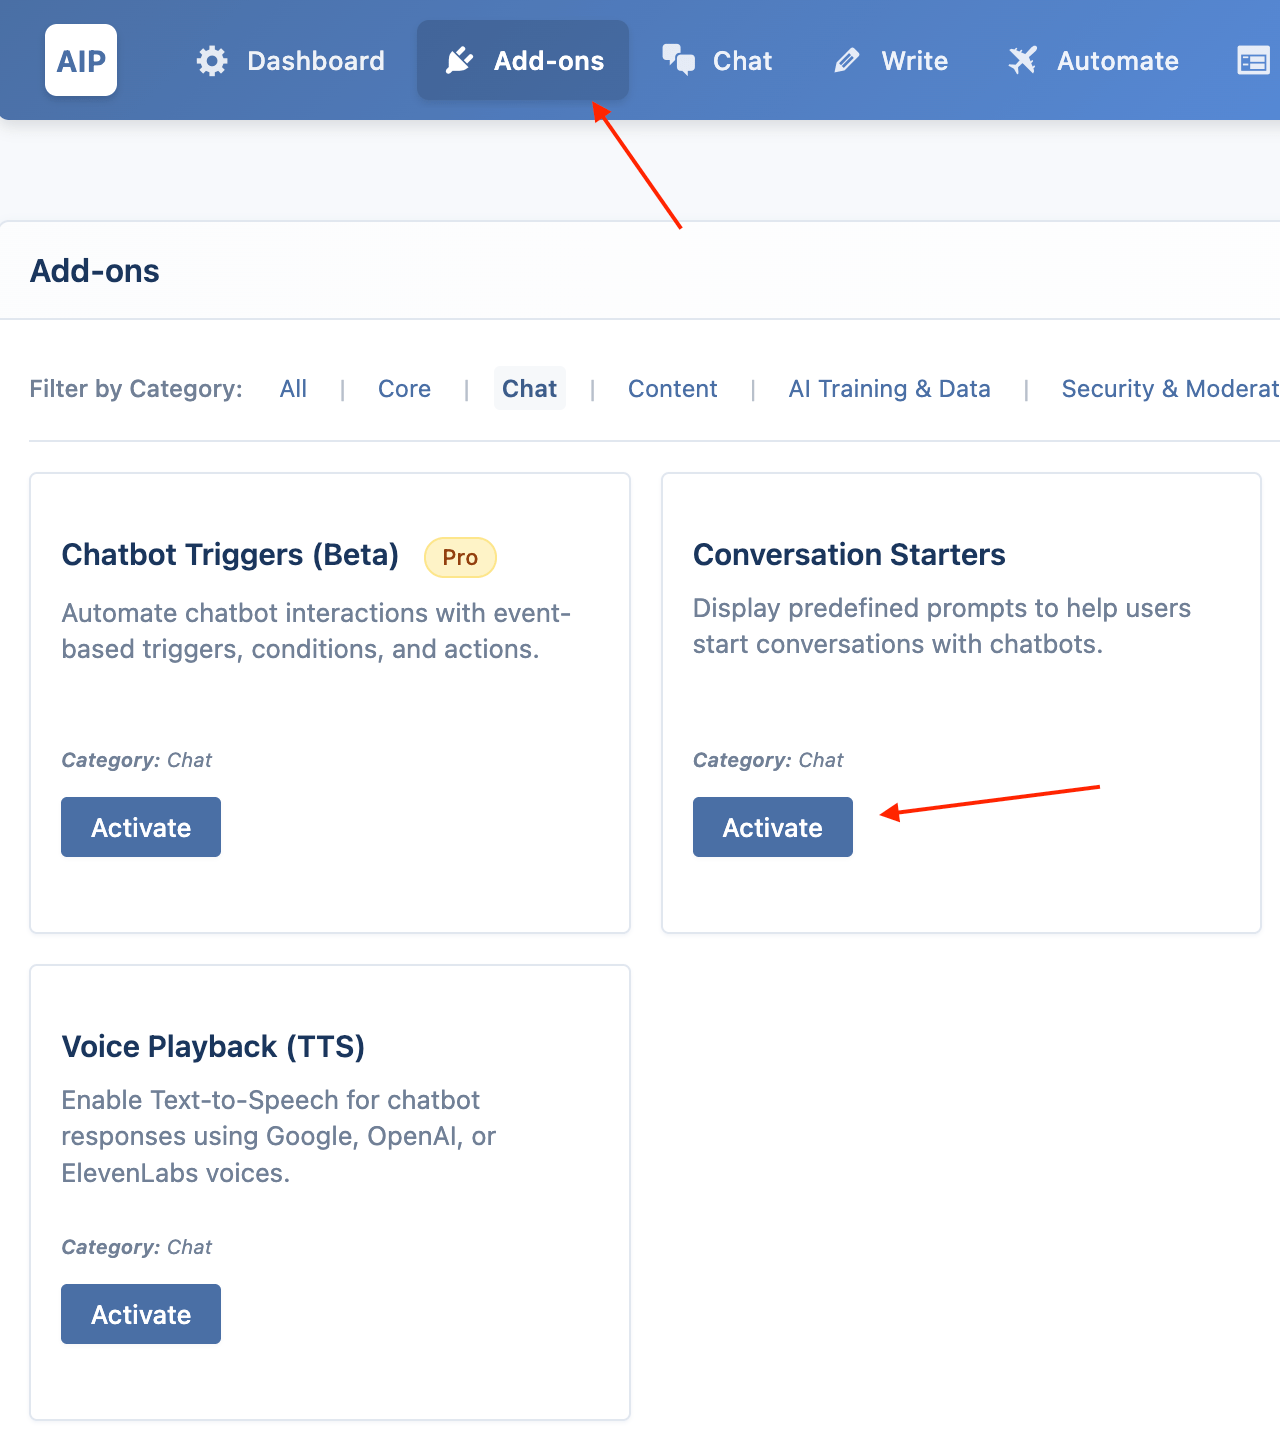 AIP
Dashboard
Add-ons
Chat
Write
Automate
Add-ons
Filter by Category: All | Core | Chat | Content | AI Training & Data | Security & Moderat
Chatbot Triggers (Beta) Pro
Automate chatbot interactions with event-
based triggers, conditions, and actions.
Category: Chat
Activate
Conversation Starters
Display predefined prompts to help users
start conversations with chatbots.
Category: Chat
Activate
Voice Playback (TTS)
Enable Text-to-Speech for chatbot
responses using Google, OpenAI, or
ElevenLabs voices.
Category: Chat
Activate